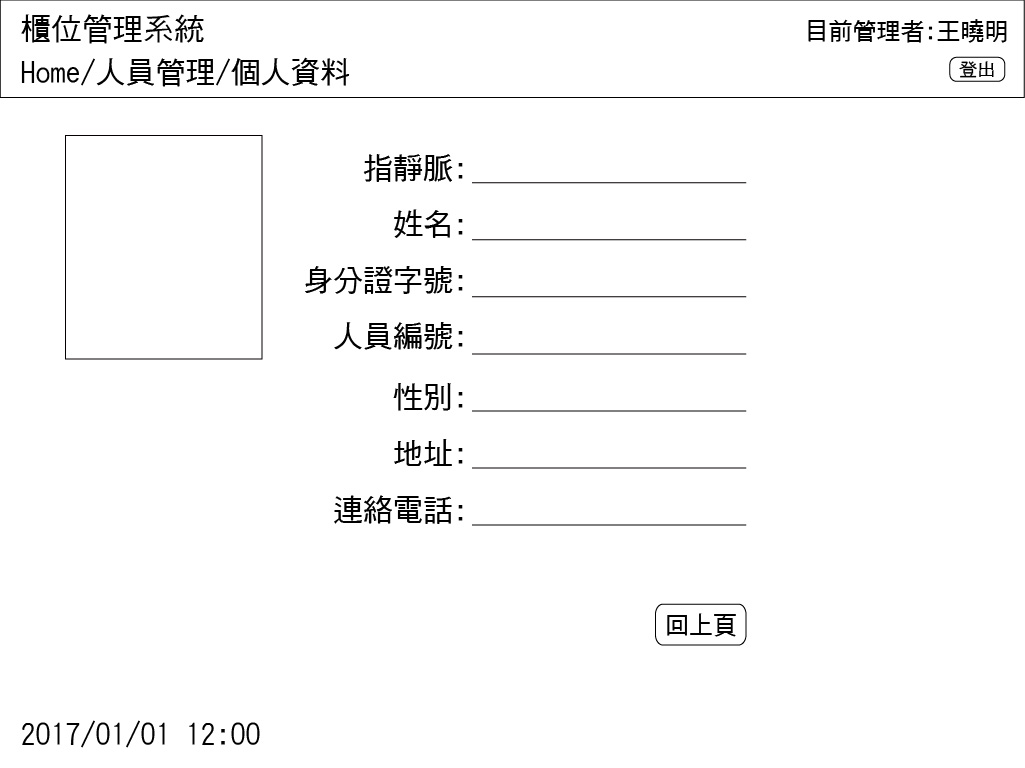 櫃位管理系統
目前管理者:王曉明
Home/人員管理/個人資料
登出
指靜脈:
姓名:
身分證字號:
人員編號:
性別:
地址:
連絡電話:
回上頁
2017/01/01 12:00